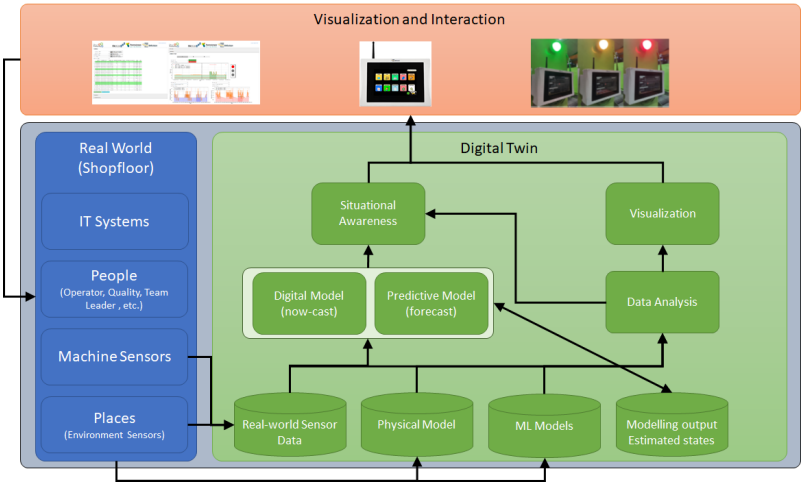 Visualization and Interaction
Real World
(Shopfloor)
IT Systems
People
(Operator, Quality, Team
Leader , etc.)
Machine Sensors
Places
(Environment Sensors)
Digital Twin
Situational
Awareness
Visualization
Digital Model
(now-cast)
Predictive Model
(forecast)
Data Analysis
Real-world Sensor
Data
Physical Model
ML Models
Modelling output
Estimated states